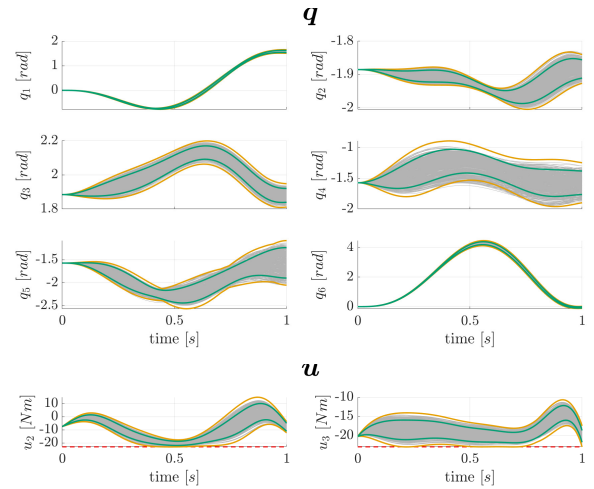 q
2
1
0
q1 [rad]
-1.8
-1.9
-2
q2 [rad]
2.2
2
1.8
q3 [rad]
-1
-1.5
-2
q4 [rad]
-1.5
-2
-2.5
q5 [rad]
0 0.5 1
time [s]
4
2
0
q6 [rad]
0 0.5 1
time [s]
u
10
0
-10
-20
u2 [Nm]
0 0.5 1
time [s]
-10
-15
-20
u3 [Nm]
0 0.5 1
time [s]